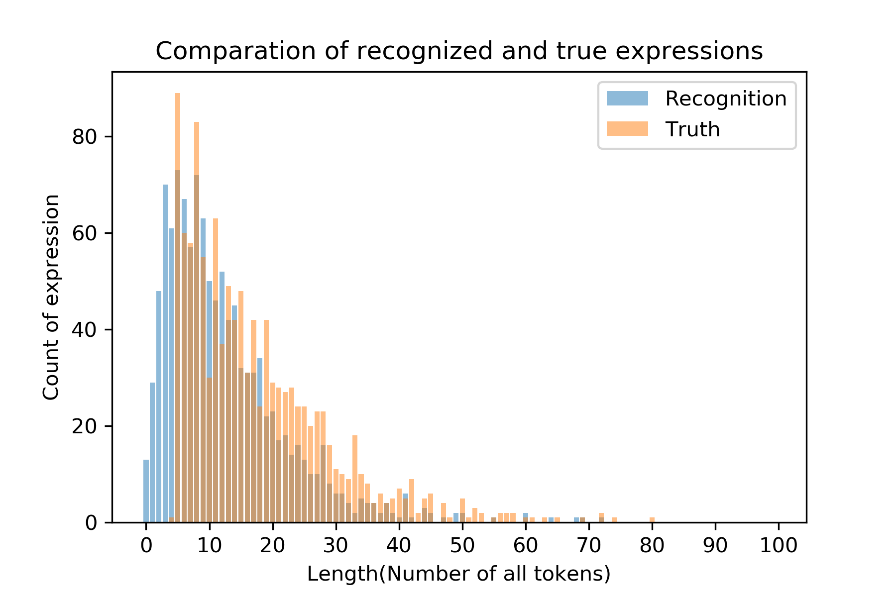 Comparation of recognized and true expressions
Recognition
Truth
80
60
40
20
0
Count of expression
0 10 20 30 40 50 60 70 80 90 100
Length(Number of all tokens)